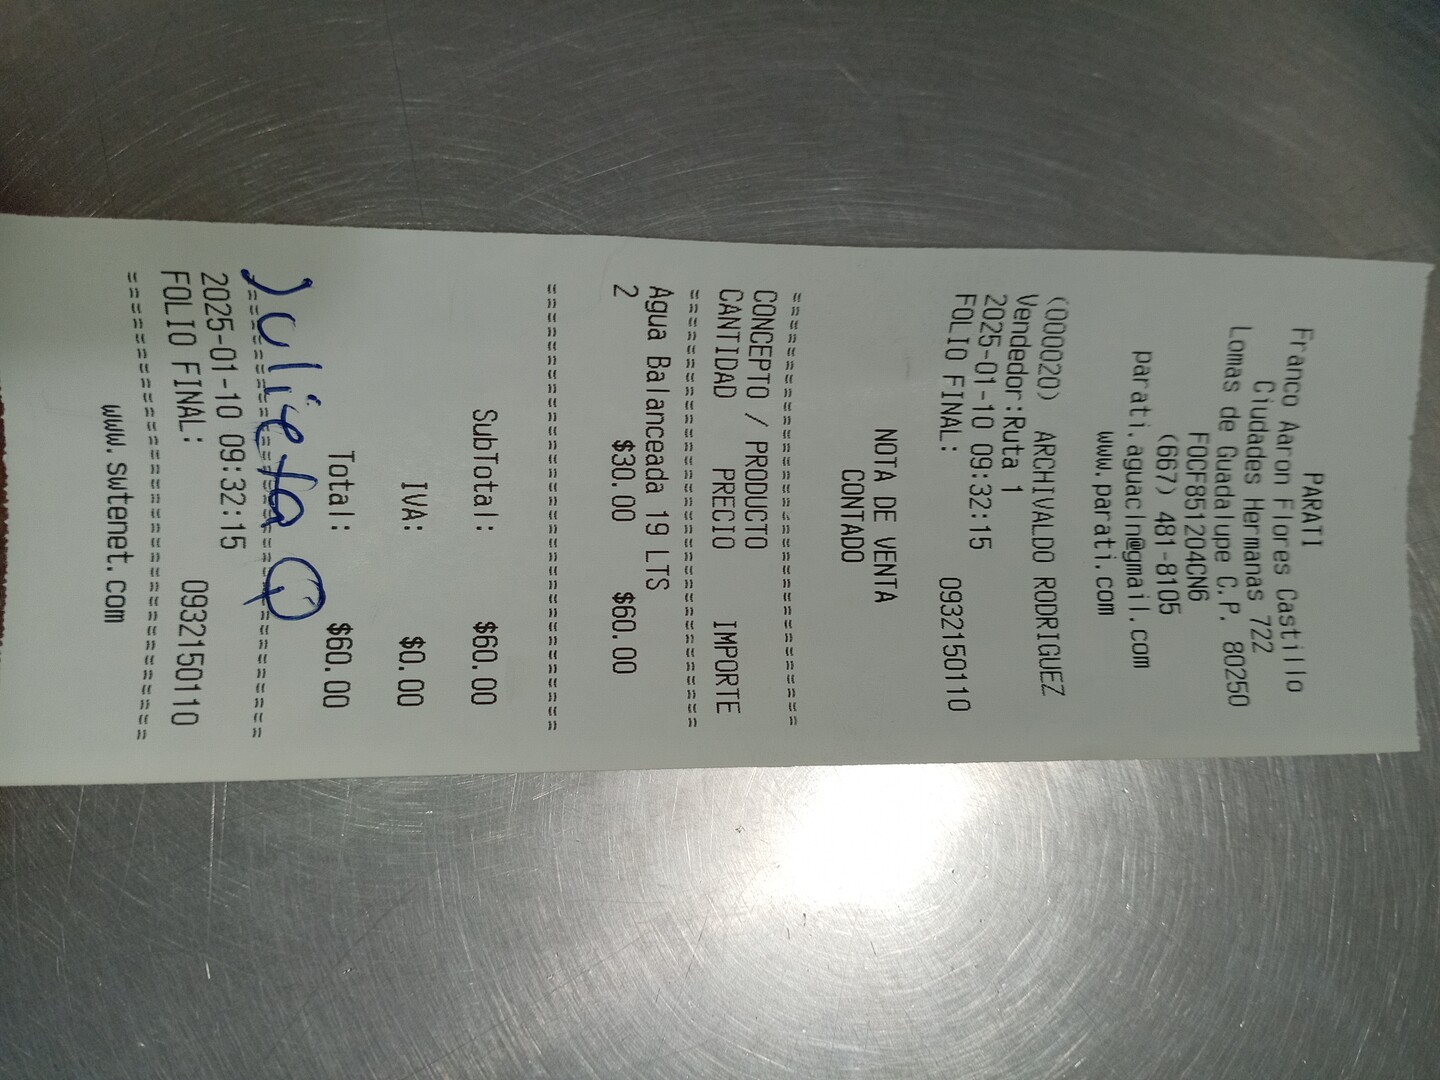 PARATI
Franco Aaron Flores Castillo
Ciudades Hermanas 722
Lomas de Guadalupe C.P. 80250
FOCF851204CN6
(667) 481-8105
parati.aguacln@gmail.com
www.parati.com
(000020) ARCHIVALDO RODRIGUEZ
Vendedor:Ruta 1
2025-01-10 09:32:15
FOLIO FINAL: 0932150110
NOTA DE VENTA
CONTADO
==============================
CONCEPTO / PRODUCTO
CANTIDAD PRECIO IMPORTE
==============================
Agua Balanceada 19 LTS
2 $30.00 $60.00
==============================
SubTotal: $60.00
IVA: $0.00
Total: $60.00
Julieta Q
==============================
2025-01-10 09:32:15
FOLIO FINAL: 0932150110
==============================
www.swtenet.com